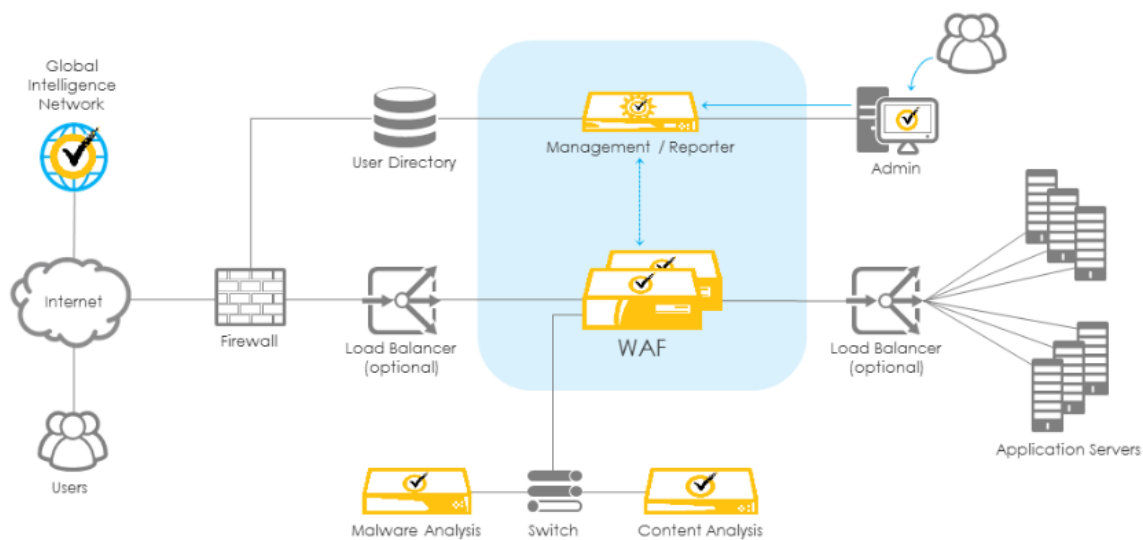 Global
Intelligence
Network
User Directory
Management / Reporter
Admin
Internet
Firewall
Load Balancer
(optional)
WAF
Load Balancer
(optional)
Users
Application Servers
Malware Analysis
Switch
Content Analysis